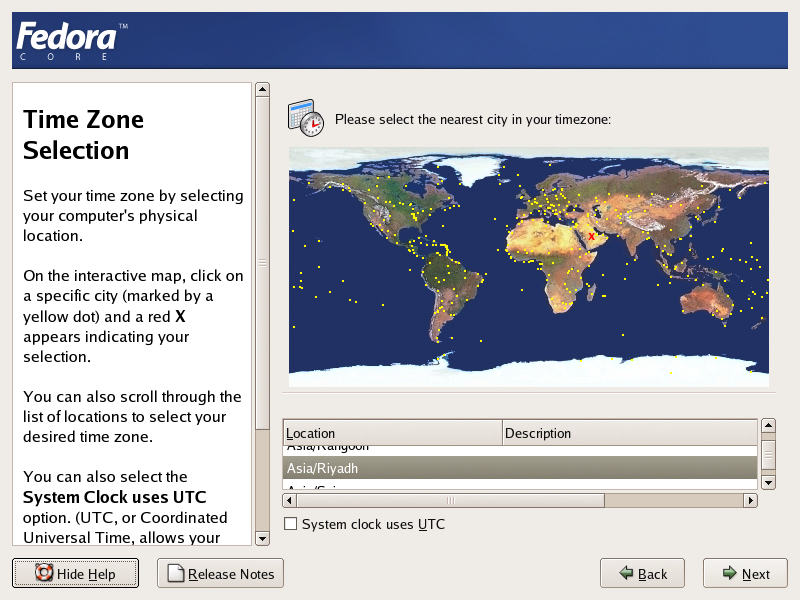 Fedora™
CORE
Time Zone
Selection
Set your time zone by selecting
your computer's physical
location.
On the interactive map, click on
a specific city (marked by a
yellow dot) and a red X
appears indicating your
selection.
You can also scroll through the
list of locations to select your
desired time zone.
You can also select the
System Clock uses UTC
option. (UTC, or Coordinated
Universal Time, allows your
Please select the nearest city in your timezone:
x
Location Description
Asia/Rangoon
Asia/Riyadh
System clock uses UTC
Hide Help
Release Notes
Back
Next